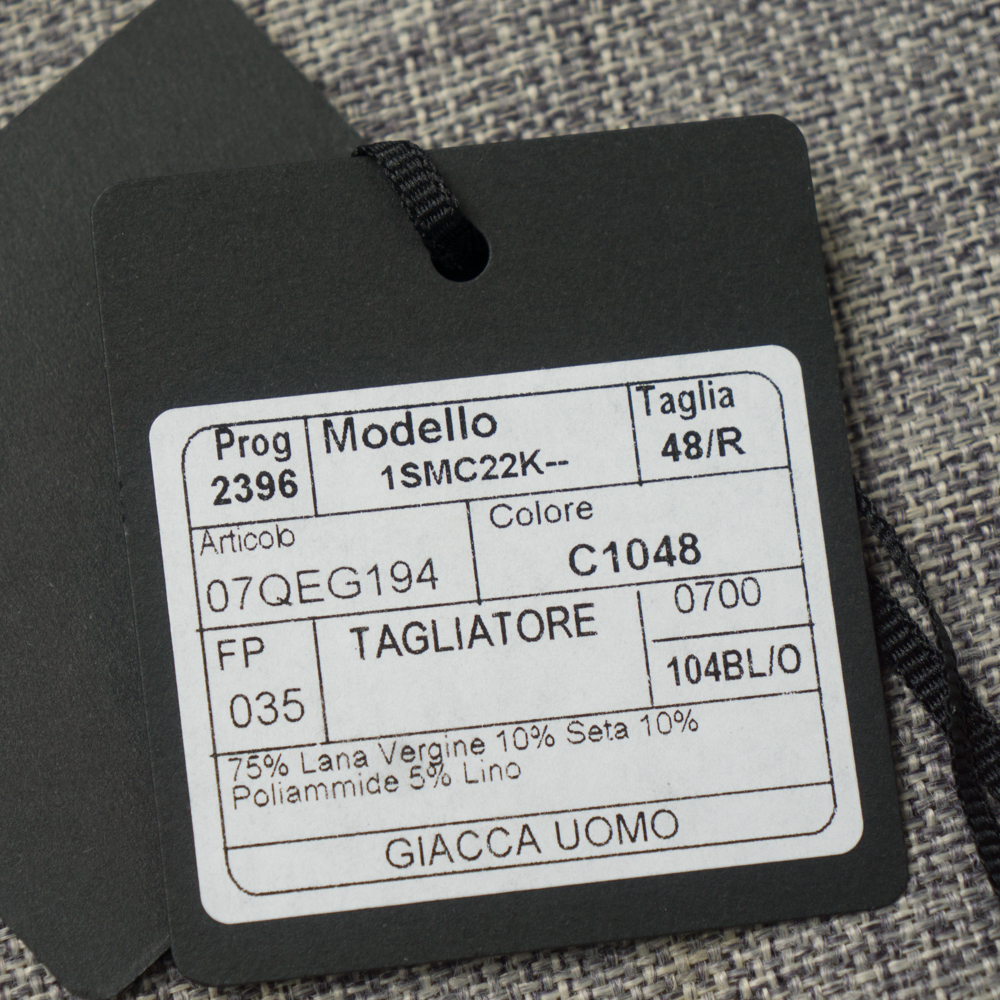 Prog
2396
Modello
1SMC22K--
Taglia
48/R
Articolo
07QEG194
Colore
C1048
FP
035
TAGLIATORE
0700
104BL/O
75% Lana Vergine 10% Seta 10%
Poliammide 5% Lino
GIACCA UOMO